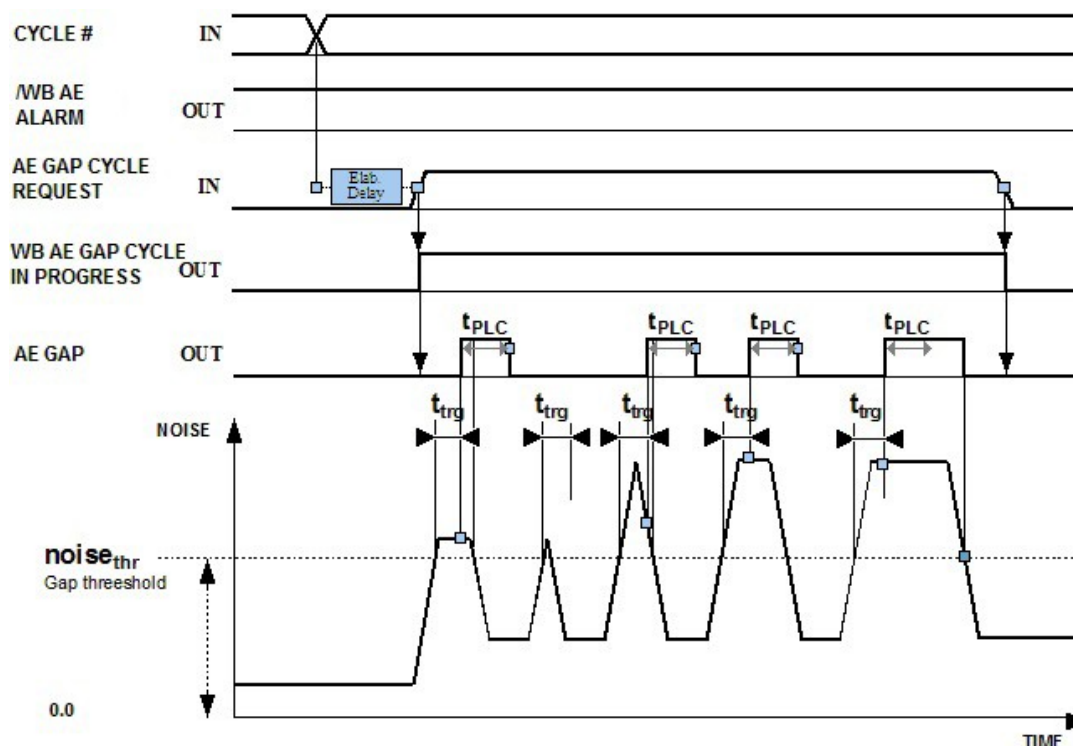 CYCLE # IN
/WB AE
ALARM OUT
AE GAP CYCLE
REQUEST IN
Elab.
Delay
WB AE GAP CYCLE
IN PROGRESS OUT
tPLC tPLC tPLC tPLC
AE GAP OUT
ttrg ttrg ttrg ttrg ttrg
NOISE
noisethr
Gap threeshold
0.0
TIME